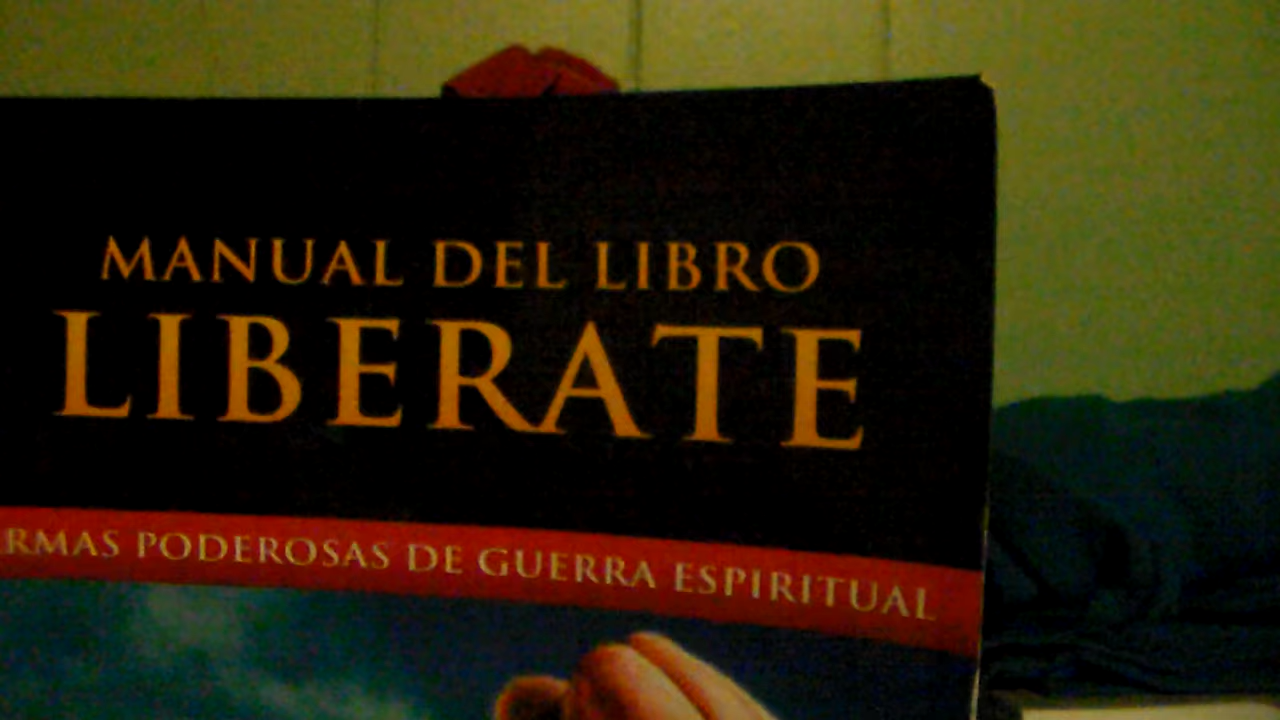 MANUAL DEL LIBRO
LIBERATE
RMAS PODEROSAS DE GUERRA ESPIRITUAL